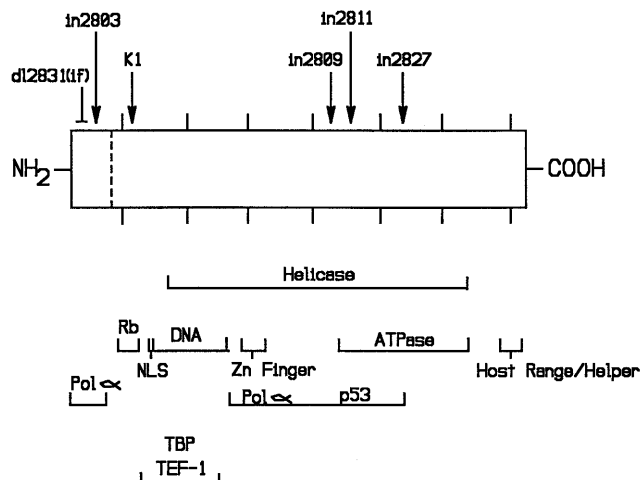 in2803
in2811
K1
in2809
in2827
dl2831(if)
NH2
COOH
Helicase
Rb
DNA
ATPase
NLS
Zn Finger
Host Range/Helper
Pol α
Pol α
p53
TBP
TEF-1